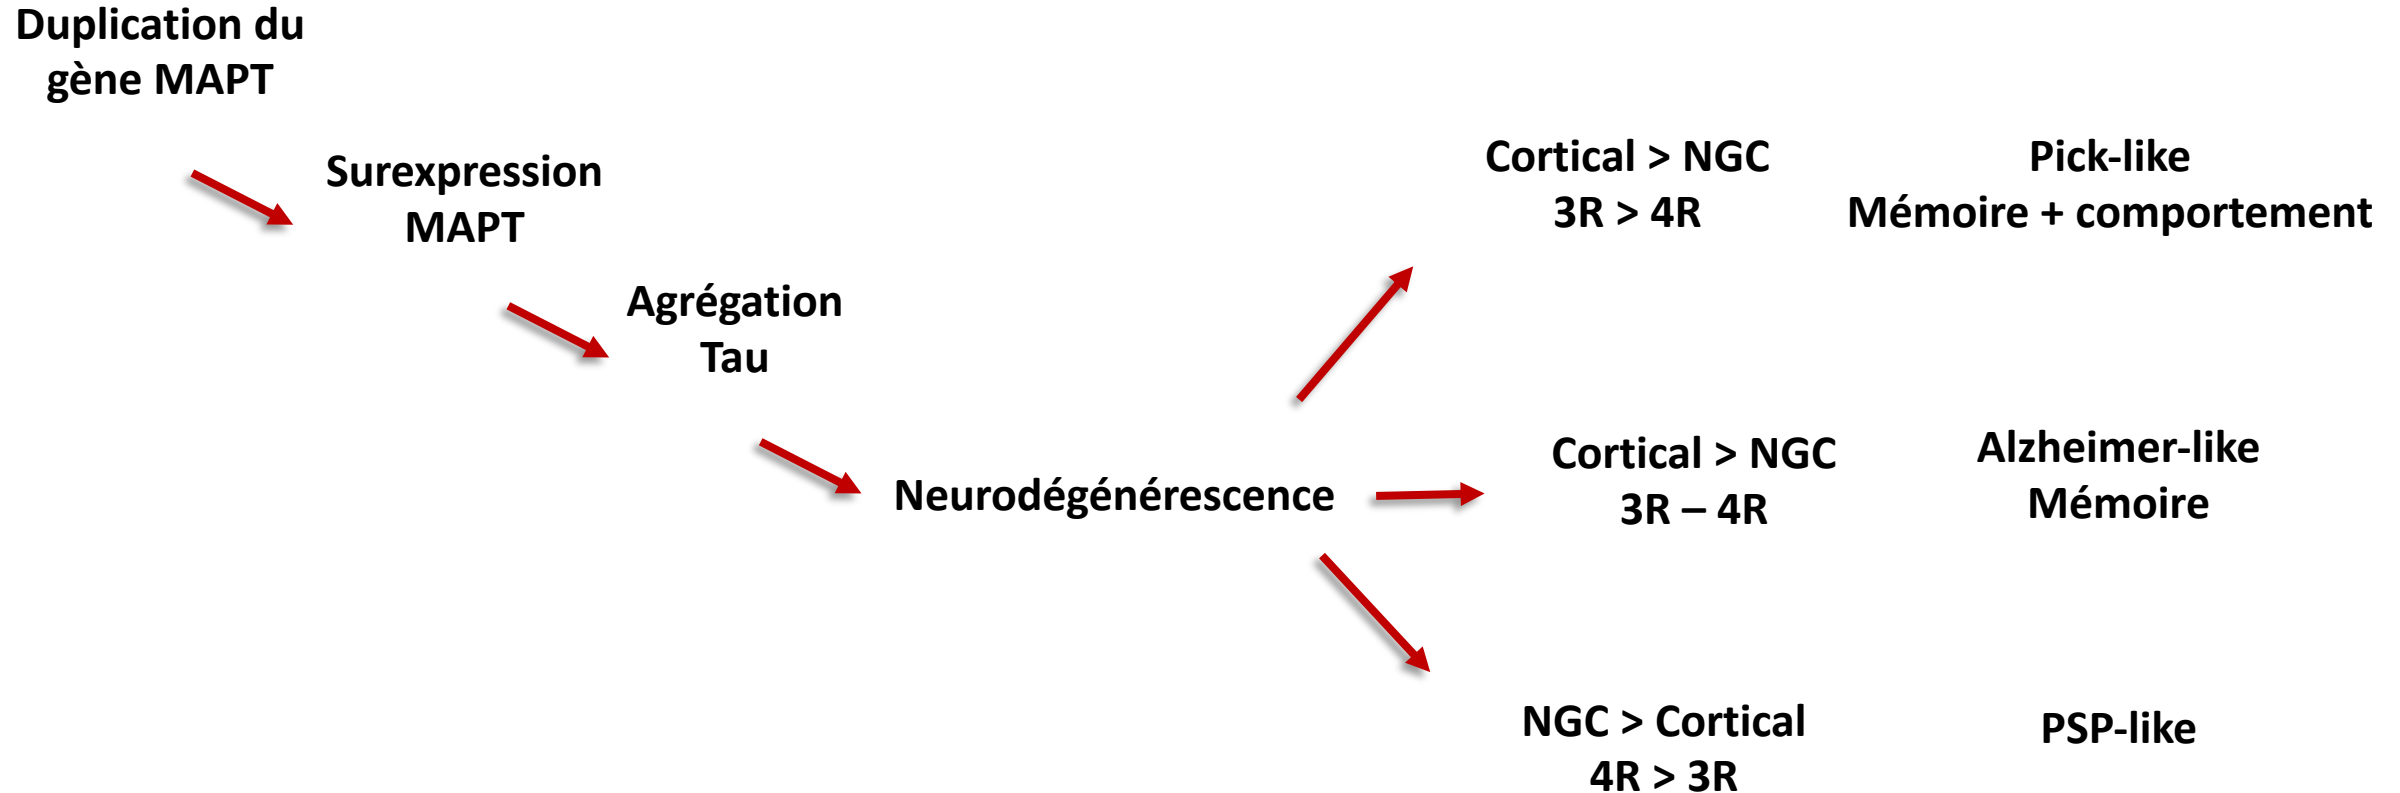 Duplication du
gène MAPT
Surexpression
MAPT
Agrégation
Tau
Neurodégénérescence
Cortical > NGC
3R > 4R
Pick-like
Mémoire + comportement
Cortical > NGC
3R – 4R
Alzheimer-like
Mémoire
NGC > Cortical
4R > 3R
PSP-like